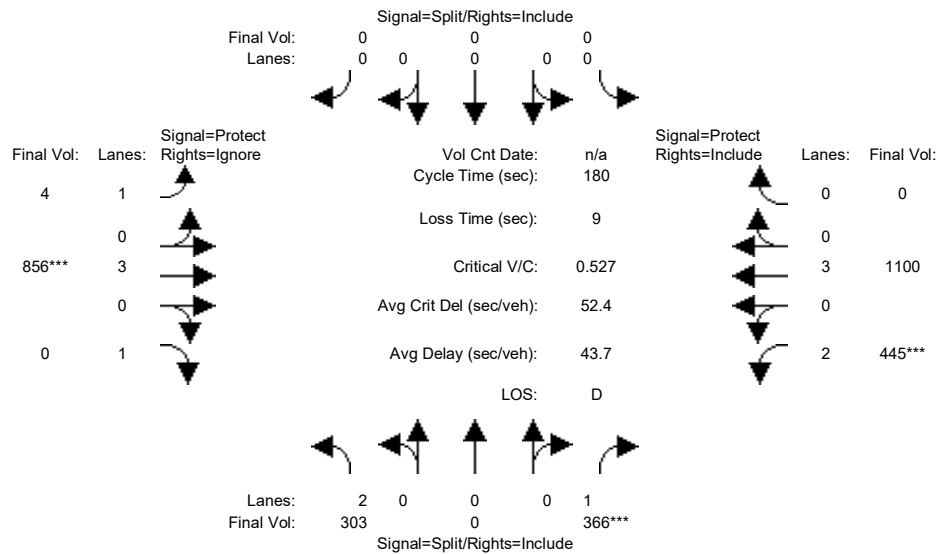 Signal=Split/Rights=Include
Final Vol: 0 0 0
Lanes: 0 0 0 0 0
Signal=Protect Signal=Protect
Final Vol: Lanes: Rights=Ignore Vol Cnt Date: n/a Rights=Include Lanes: Final Vol:
Cycle Time (sec): 180
4 1 0 0
Loss Time (sec): 9
0 0
856*** 3 Critical V/C: 0.527 3 1100
0 Avg Crit Del (sec/veh): 52.4 0
0 1 Avg Delay (sec/veh): 43.7 2 445***
LOS: D
Lanes: 2 0 0 0 1
Final Vol: 303 0 366***
Signal=Split/Rights=Include